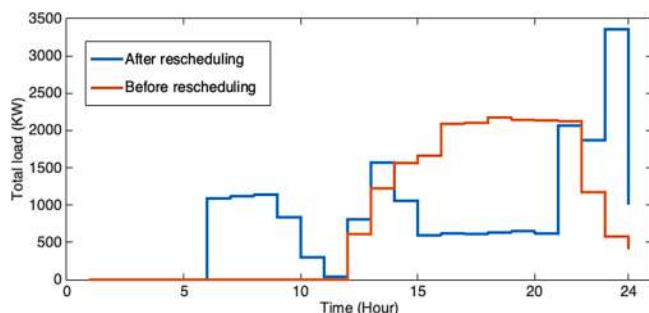 3500
3000
2500
2000
1500
1000
500
0
Total load (KW)
After rescheduling
Before rescheduling
0 5 10 15 20 24
Time (Hour)